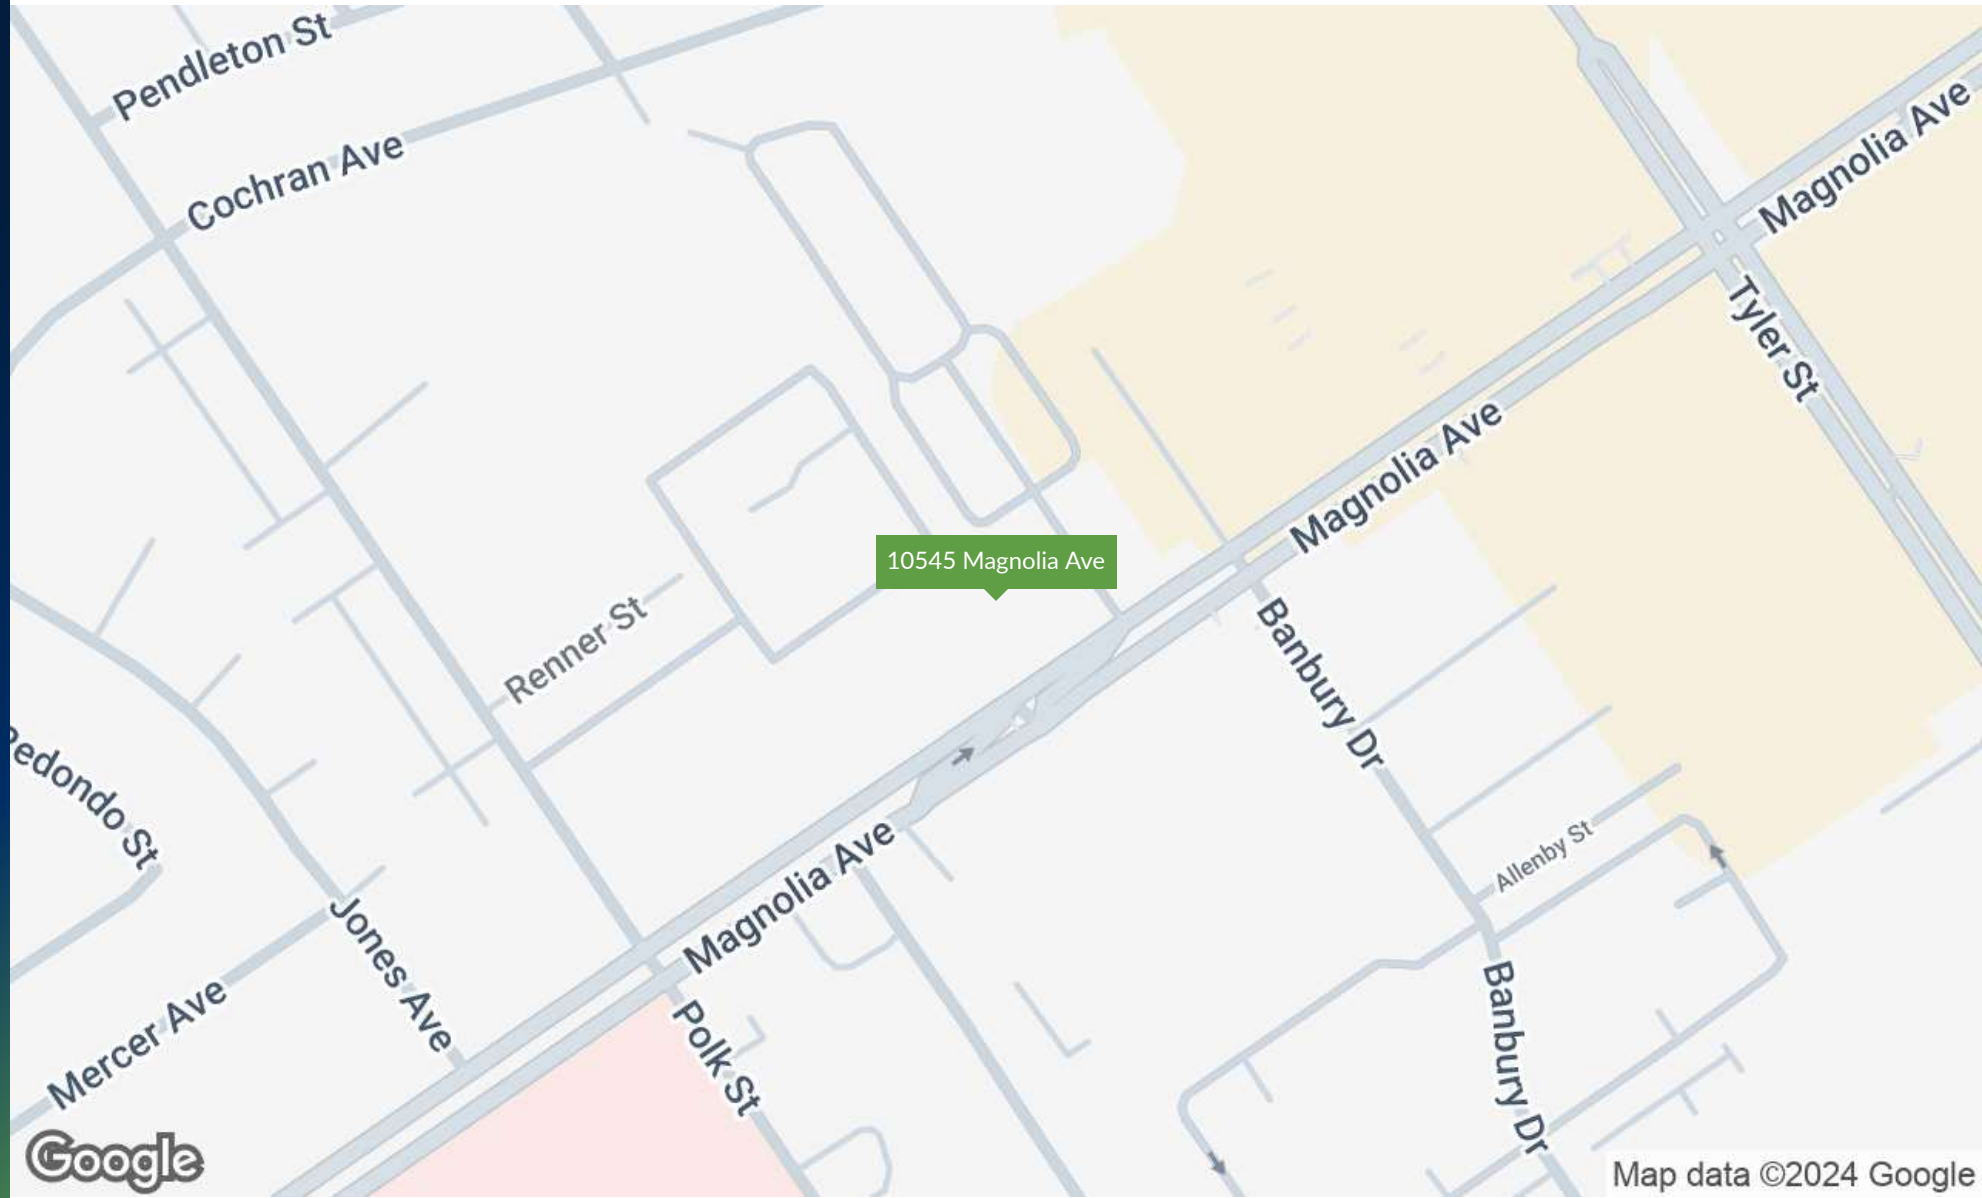 Pendleton St
Cochran Ave
Magnolia Ave
Tyler St
Magnolia Ave
10545 Magnolia Ave
Renner St
Banbury Dr
Magnolia Ave
Allenby St
edondo St
Jones Ave
Mercer Ave
Polk St
Banbury Dr
Google
Map data ©2024 Google